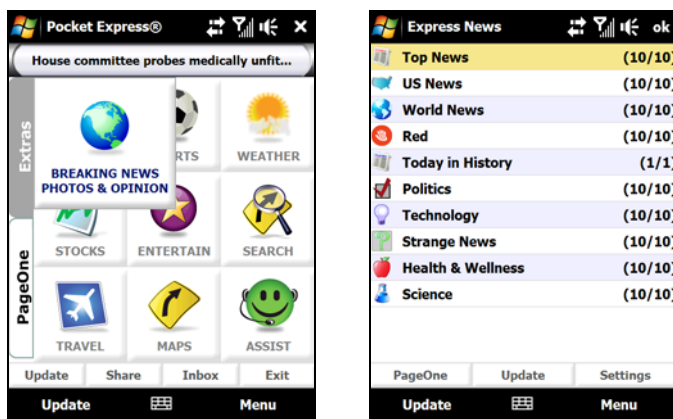 Pocket Express®
House committee probes medically unfit...
Extras
BREAKING NEWS
PHOTOS & OPINION
RTS
WEATHER
STOCKS
ENTERTAIN
SEARCH
PageOne
TRAVEL
MAPS
ASSIST
Update
Share
Inbox
Exit
Update
Menu
Express News
ok
Top News (10/10)
US News (10/10)
World News (10/10)
Red (10/10)
Today in History (1/1)
Politics (10/10)
Technology (10/10)
Strange News (10/10)
Health & Wellness (10/10)
Science (10/10)
PageOne
Update
Settings
Update
Menu